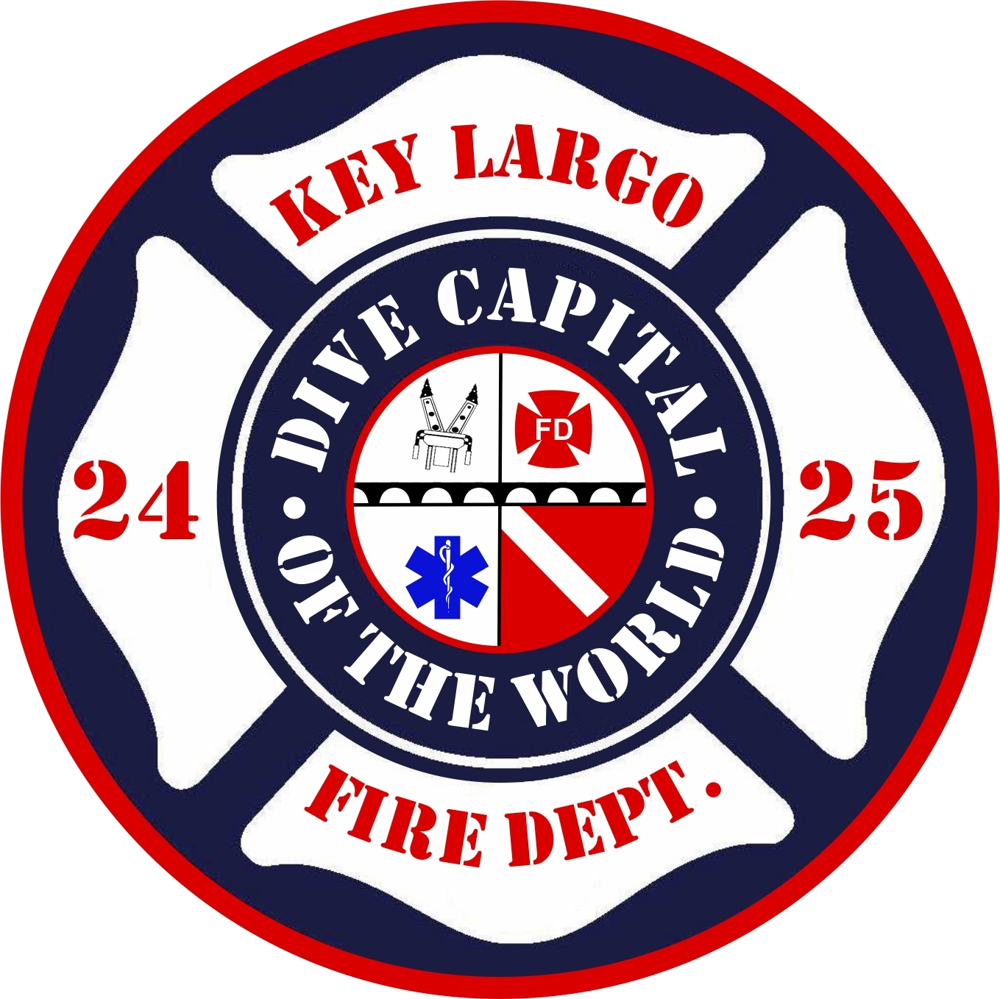 KEY LARGO
DIVE CAPITAL
FD
24
25
OF THE WORLD
FIRE DEPT.